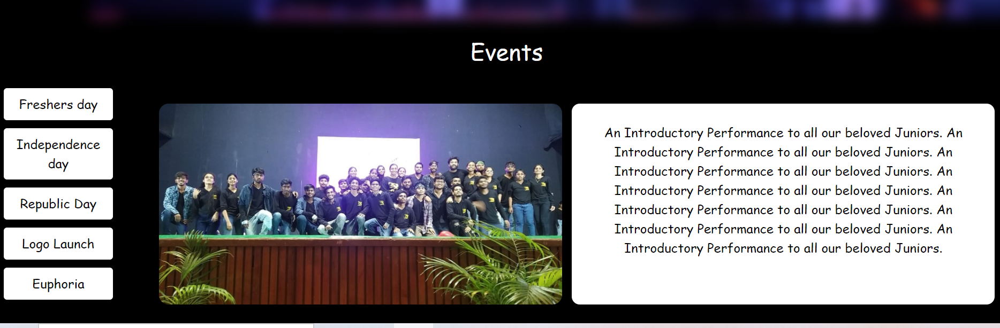 Events
Freshers day
Independence
day
Republic Day
Logo Launch
Euphoria
An Introductory Performance to all our beloved Juniors. An
Introductory Performance to all our beloved Juniors. An
Introductory Performance to all our beloved Juniors. An
Introductory Performance to all our beloved Juniors. An
Introductory Performance to all our beloved Juniors. An
Introductory Performance to all our beloved Juniors. An
Introductory Performance to all our beloved Juniors.